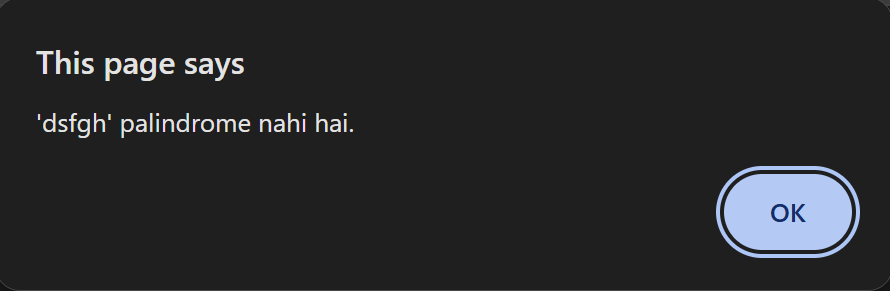 This page says
'dsfgh' palindrome nahi hai.
OK